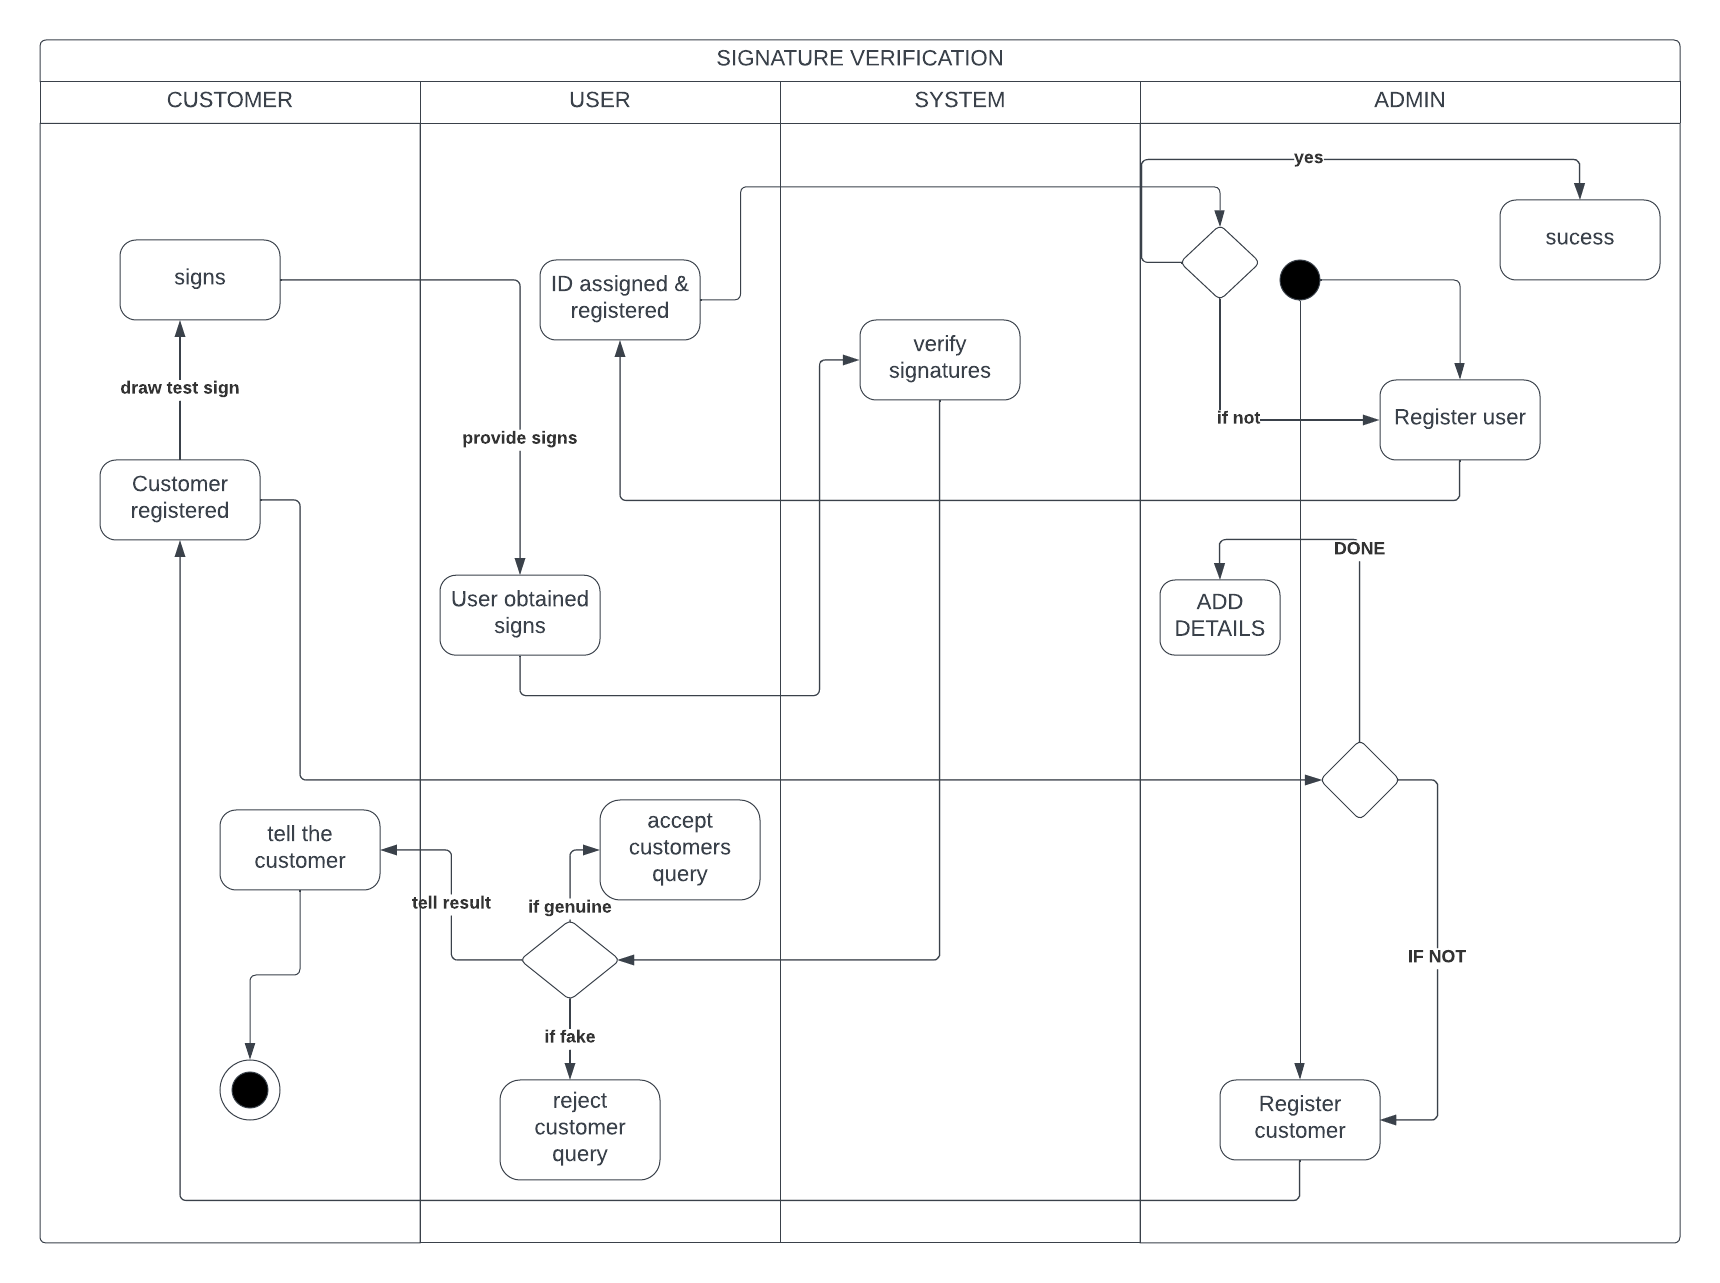 SIGNATURE VERIFICATION
CUSTOMER
USER
SYSTEM
ADMIN
yes
sucess
signs
ID assigned &
registered
verify
signatures
draw test sign
if not
Register user
provide signs
Customer
registered
DONE
User obtained
signs
ADD
DETAILS
tell the
customer
accept
customers
query
tell result
if genuine
IF NOT
if fake
reject
customer
query
Register
customer